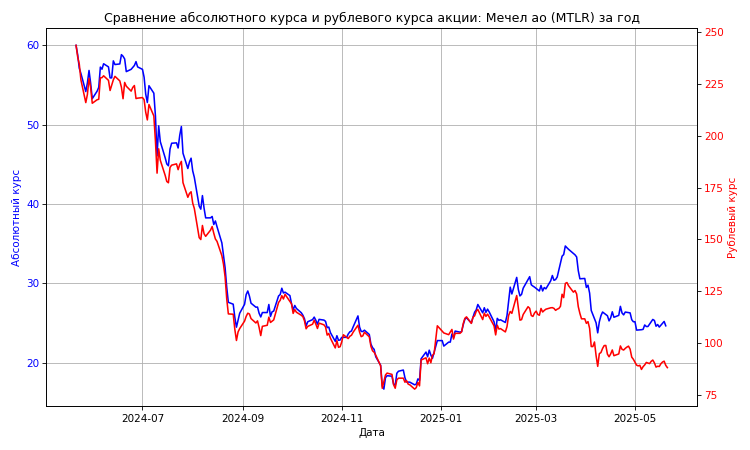 Сравнение абсолютного курса и рублевого курса акции: Мечел ао (MTLR) за год
Абсолютный курс
60
50
40
30
20
250
225
200
175
150
125
100
75
Рублевый курс
2024-07 2024-09 2024-11 2025-01 2025-03 2025-05
Дата